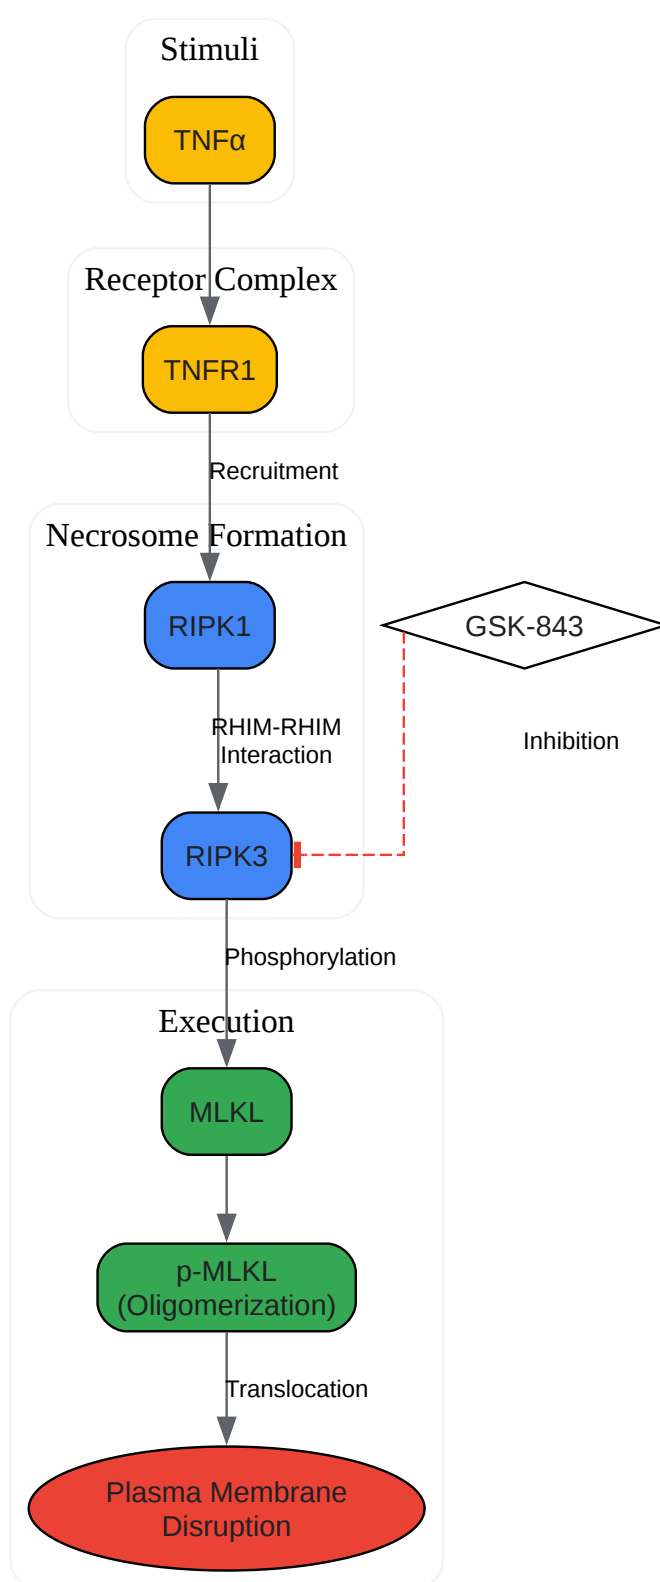 Stimuli
TNFα
Receptor Complex
TNFR1
Recruitment
Necrosome Formation
RIPK1
GSK-843
RHIM-RHIM
Interaction
Inhibition
RIPK3
Phosphorylation
Execution
MLKL
p-MLKL
(Oligomerization)
Translocation
Plasma Membrane
Disruption